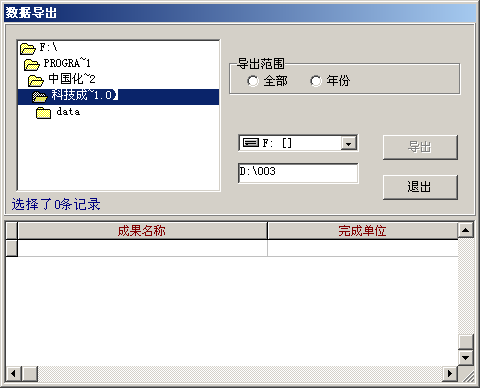 数据导出
F:\
PROGRA~1
中国化~2
科技成~1.0】
data
导出范围
全部
年份
F: []
D:\003
导出
退出
选择了0条记录
成果名称
完成单位